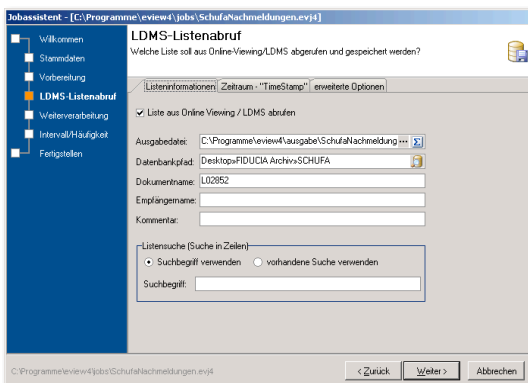 Jobassistent - [C:\Programme\eview4\jobs\SchufaNachmeldungen.evj4]
Willkommen
Stammdaten
Vorbereitung
LDMS-Listenabruf
Weiterverarbeitung
Intervall/Häufigkeit
Fertigstellen
LDMS-Listenabruf
Welche Liste soll aus Online-Viewing/LDMS abgerufen und gespeichert werden?
Listeninformationen
Zeitraum - "TimeStamp"
erweiterte Optionen
Liste aus Online Viewing / LDMS abrufen
Ausgabedatei: C:\Programme\eview4\ausgabe\SchufaNachmeldung ... Σ
Datenbankpfad: Desktop»FIDUCIA Archiv»SCHUFA
Dokumentname: L02852
Empfängername:
Kommentar:
Listensuche (Suche in Zeilen)
Suchbegriff verwenden
vorhandene Suche verwenden
Suchbegriff:
C:\Programme\eview4\jobs\SchufaNachmeldungen.evj4
< Zurück
Weiter >
Abbrechen